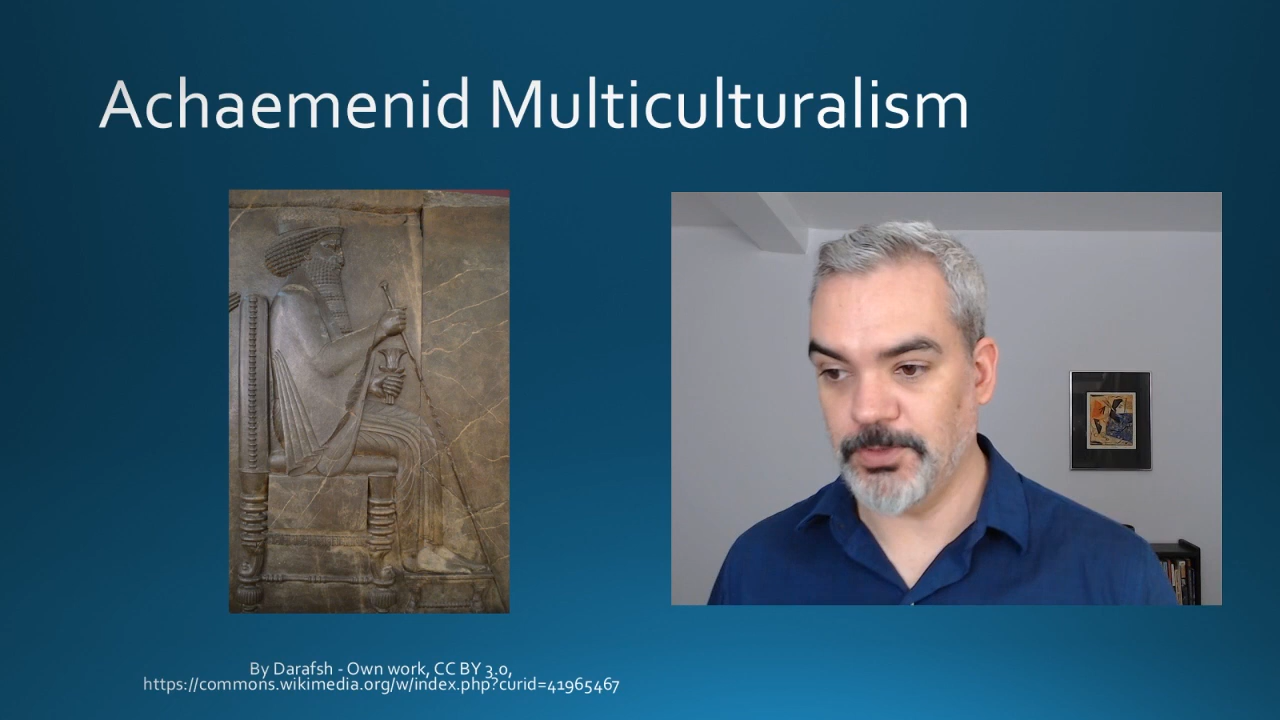 Achaemenid Multiculturalism
By Darafsh - Own work, CC BY 3.0,
https://commons.wikimedia.org/w/index.php?curid=41965467